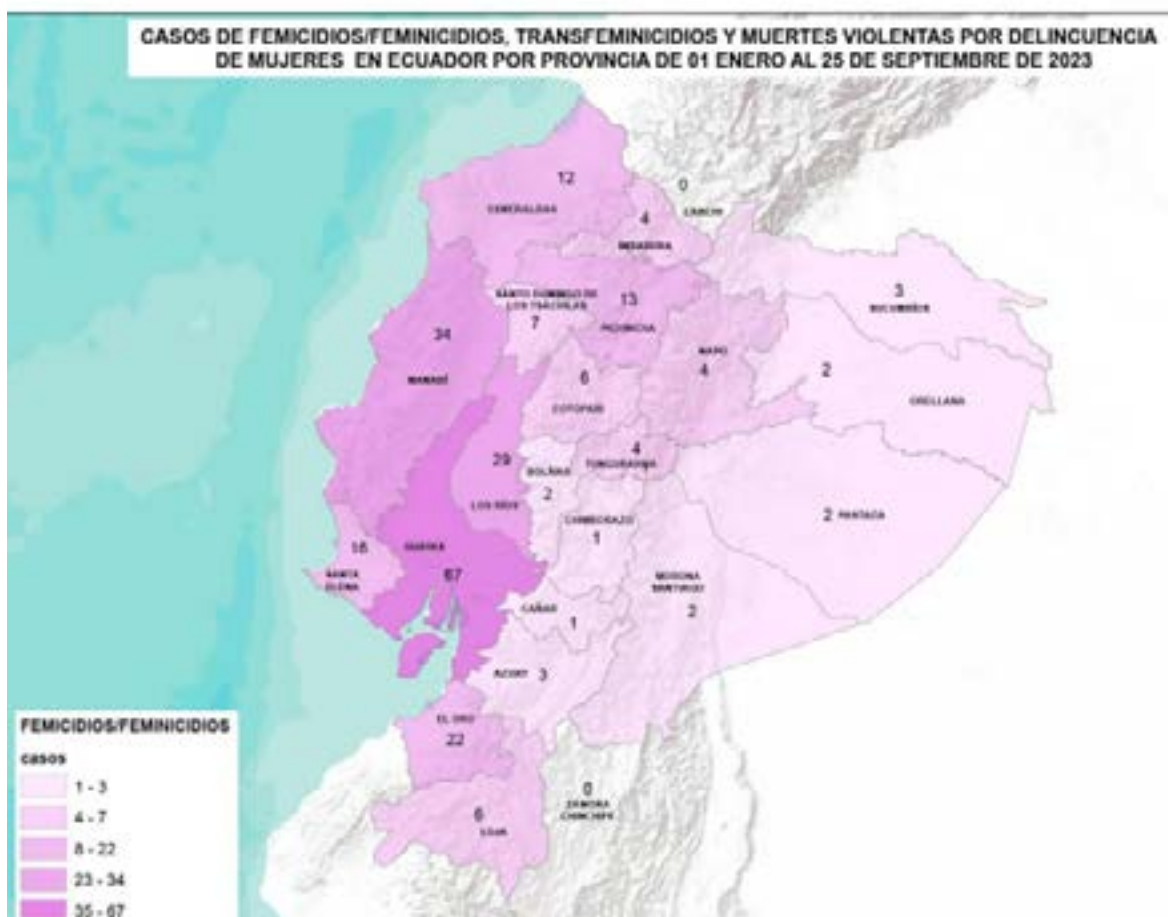 CASOS DE FEMICIDIOS/FEMINICIDIOS, TRANSFEMINICIDIOS Y MUERTES VIOLENTAS POR DELINCUENCIA
DE MUJERES EN ECUADOR POR PROVINCIA DE 01 ENERO AL 25 DE SEPTIEMBRE DE 2023
12
ESMERALDAS
0
CARCHI
4
IMBABURA
3
SUCUMBÍOS
SANTO DOMINGO DE
LOS TSACHILAS
7
13
PICHINCHA
34
MANABÍ
NAPO
4
2
ORELLANA
6
COTOPAXI
29
LOS RÍOS
BOLÍVAR
2
4
TUNGURAHUA
CHIMBORAZO
1
2 PASTAZA
16
SANTA
ELENA
GUAYAS
67
MORONA
SANTIAGO
2
CAÑAR
1
AZUAY
3
EL ORO
22
0
ZAMORA
CHINCHIPE
6
LOJA
FEMICIDIOS/FEMINICIDIOS
casos
1 - 3
4 - 7
8 - 22
23 - 34
35 - 67